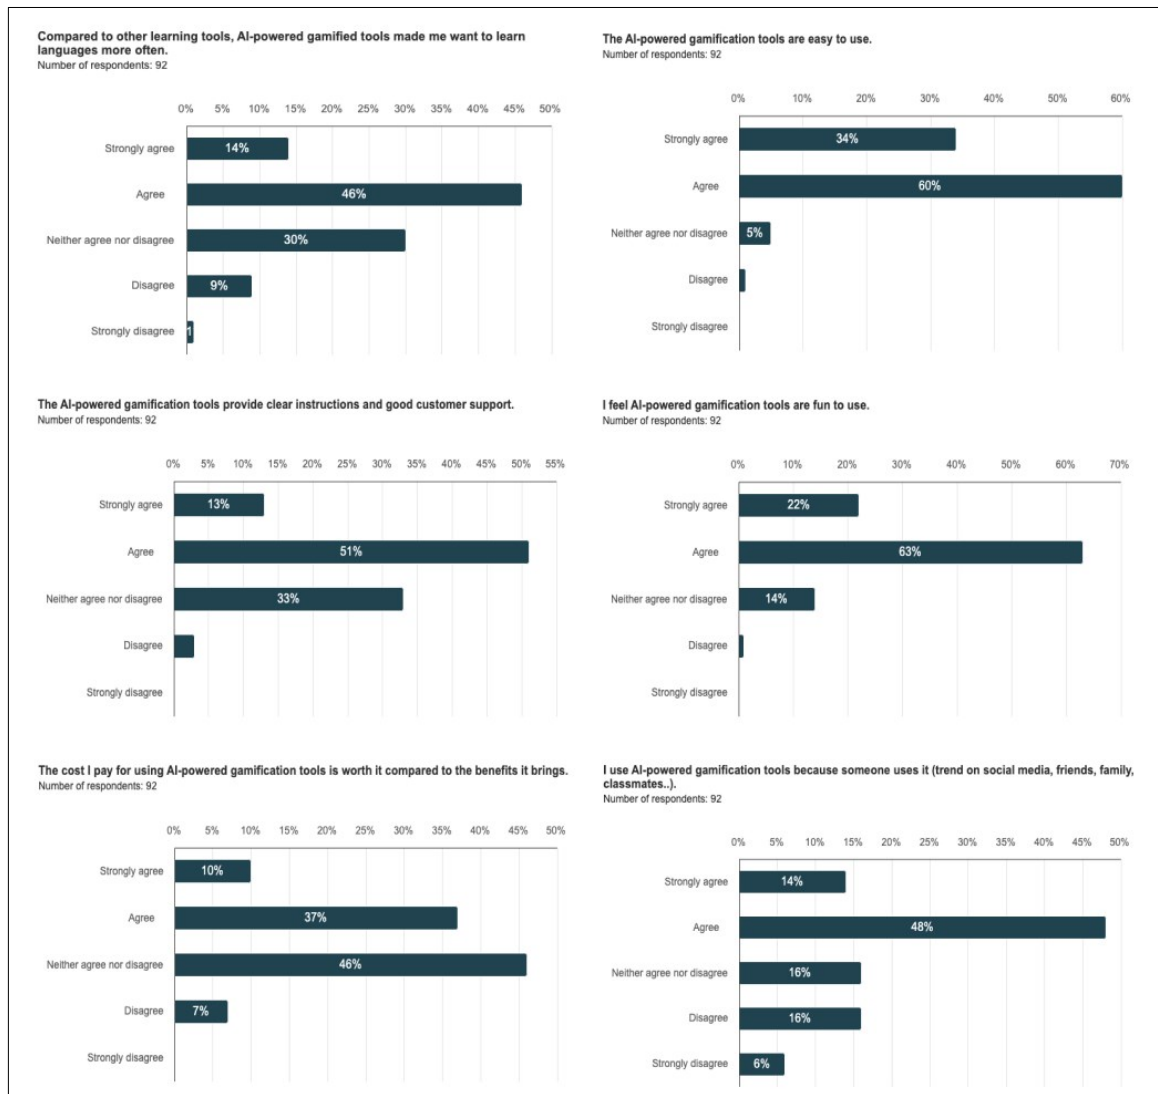 Compared to other learning tools, AI-powered gamified tools made me want to learn
languages more often.
Number of respondents: 92
0% 5% 10% 15% 20% 25% 30% 35% 40% 45% 50%
Strongly agree 14%
Agree 46%
Neither agree nor disagree 30%
Disagree 9%
Strongly disagree 1
The AI-powered gamification tools are easy to use.
Number of respondents: 92
0% 10% 20% 30% 40% 50% 60%
Strongly agree 34%
Agree 60%
Neither agree nor disagree 5%
Disagree
Strongly disagree
The AI-powered gamification tools provide clear instructions and good customer support.
Number of respondents: 92
0% 5% 10% 15% 20% 25% 30% 35% 40% 45% 50% 55%
Strongly agree 13%
Agree 51%
Neither agree nor disagree 33%
Disagree
Strongly disagree
I feel AI-powered gamification tools are fun to use.
Number of respondents: 92
0% 10% 20% 30% 40% 50% 60% 70%
Strongly agree 22%
Agree 63%
Neither agree nor disagree 14%
Disagree
Strongly disagree
The cost I pay for using AI-powered gamification tools is worth it compared to the benefits it brings.
Number of respondents: 92
0% 5% 10% 15% 20% 25% 30% 35% 40% 45% 50%
Strongly agree 10%
Agree 37%
Neither agree nor disagree 46%
Disagree 7%
Strongly disagree
I use AI-powered gamification tools because someone uses it (trend on social media, friends, family,
classmates..).
Number of respondents: 92
0% 5% 10% 15% 20% 25% 30% 35% 40% 45% 50%
Strongly agree 14%
Agree 48%
Neither agree nor disagree 16%
Disagree 16%
Strongly disagree 6%